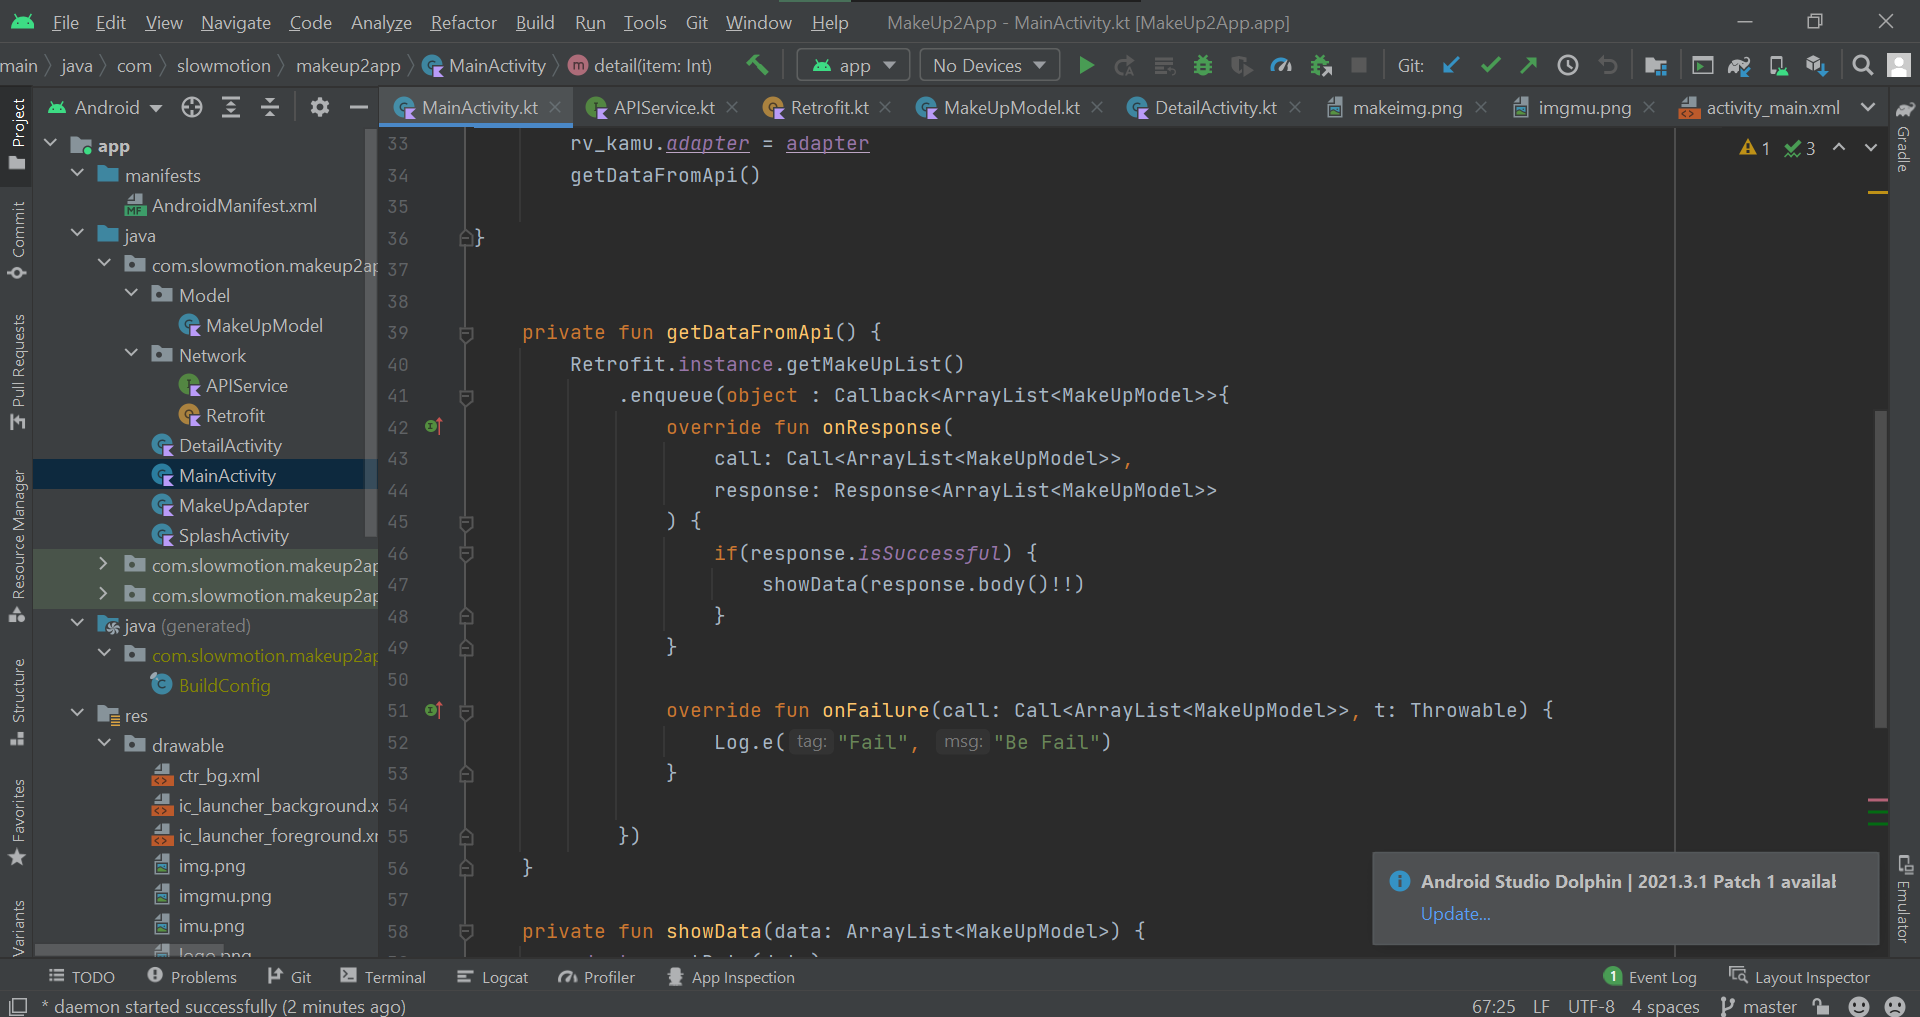 File Edit View Navigate Code Analyze Refactor Build Run Tools Git Window Help MakeUp2App - MainActivity.kt [MakeUp2App.app]
main java com slowmotion makeup2app MainActivity detail(item: Int) app No Devices Git:
Android MainActivity.kt APIService.kt Retrofit.kt MakeUpModel.kt DetailActivity.kt makeimg.png imgmu.png activity_main.xml
Project
Commit
Pull Requests
Resource Manager
Structure
Favorites
Variants
app
manifests
AndroidManifest.xml
java
com.slowmotion.makeup2ap
Model
MakeUpModel
Network
APIService
Retrofit
DetailActivity
MainActivity
MakeUpAdapter
SplashActivity
com.slowmotion.makeup2ap
com.slowmotion.makeup2ap
java (generated)
com.slowmotion.makeup2ap
BuildConfig
res
drawable
ctr_bg.xml
ic_launcher_background.x
ic_launcher_foreground.xr
img.png
imgmu.png
imu.png
logo.png
33 rv_kamu.adapter = adapter
34 getDataFromApi()
35
36 }
37
38
39 private fun getDataFromApi() {
40 Retrofit.instance.getMakeUpList()
41 .enqueue(object : Callback<ArrayList<MakeUpModel>>{
42 override fun onResponse(
43 call: Call<ArrayList<MakeUpModel>>,
44 response: Response<ArrayList<MakeUpModel>>
45 ) {
46 if(response.isSuccessful) {
47 showData(response.body()!!)
48 }
49 }
50
51 override fun onFailure(call: Call<ArrayList<MakeUpModel>>, t: Throwable) {
52 Log.e( tag: "Fail", msg: "Be Fail")
53 }
54
55 })
56 }
57
58 private fun showData(data: ArrayList<MakeUpModel>) {
1 3
Gradle
Emulator
Android Studio Dolphin | 2021.3.1 Patch 1 availab
Update...
TODO Problems Git Terminal Logcat Profiler App Inspection 1 Event Log Layout Inspector
* daemon started successfully (2 minutes ago) 67:25 LF UTF-8 4 spaces master